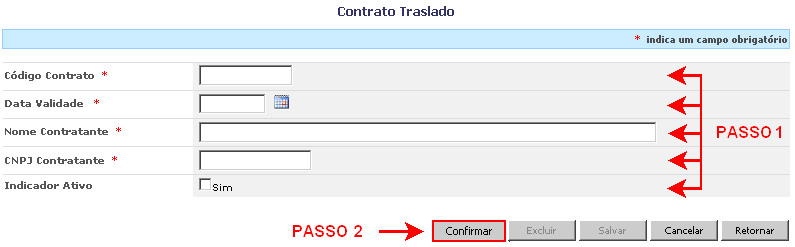 Contrato Traslado
* indica um campo obrigatório
Código Contrato *
Data Validade *
Nome Contratante *
PASSO 1
CNPJ Contratante *
Indicador Ativo Sim
PASSO 2 Confirmar Excluir Salvar Cancelar Retornar